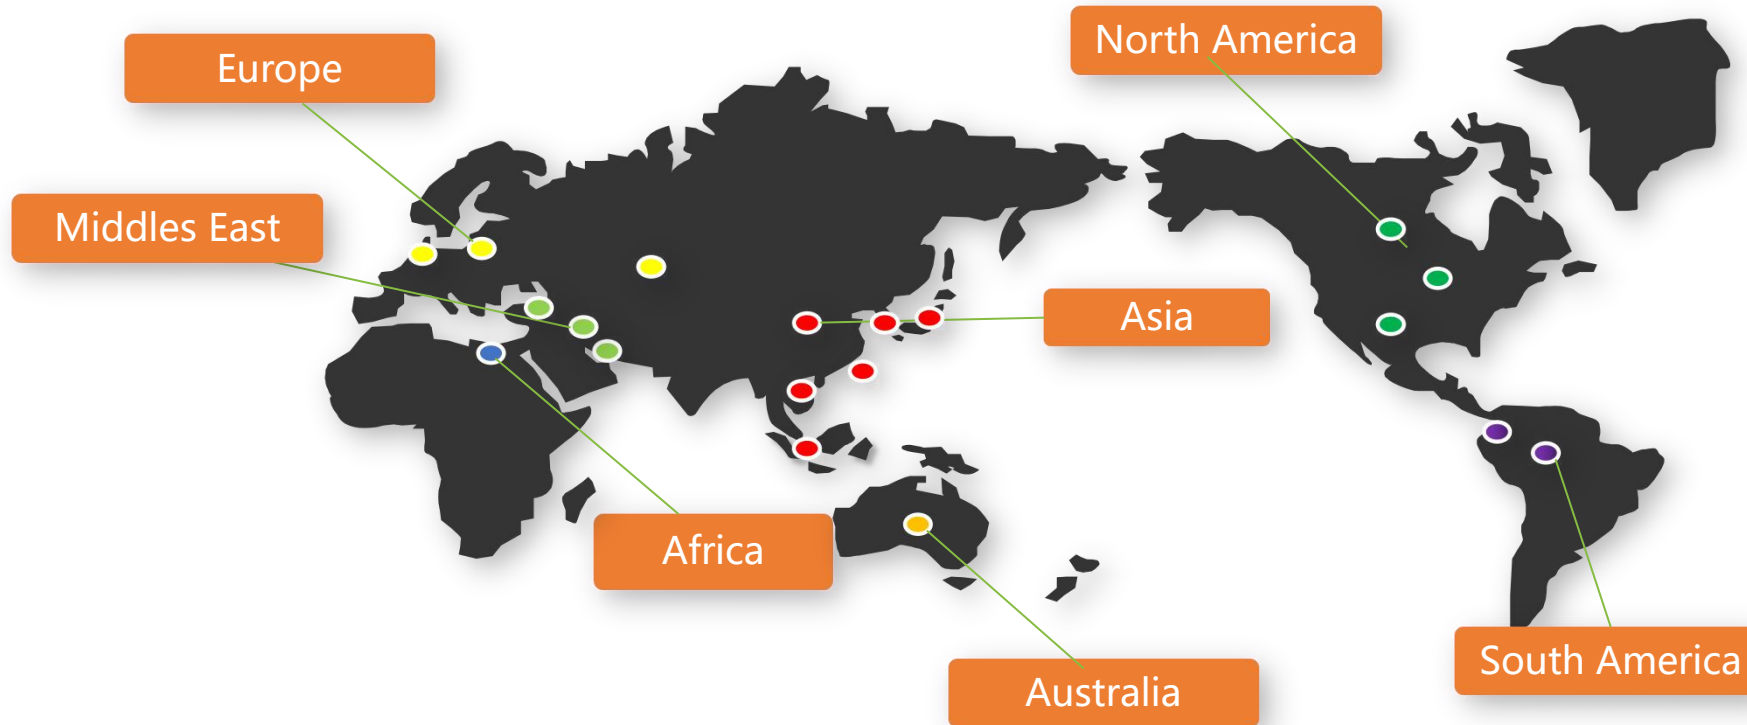 North America
Europe
Middles East
Asia
Africa
South America
Australia